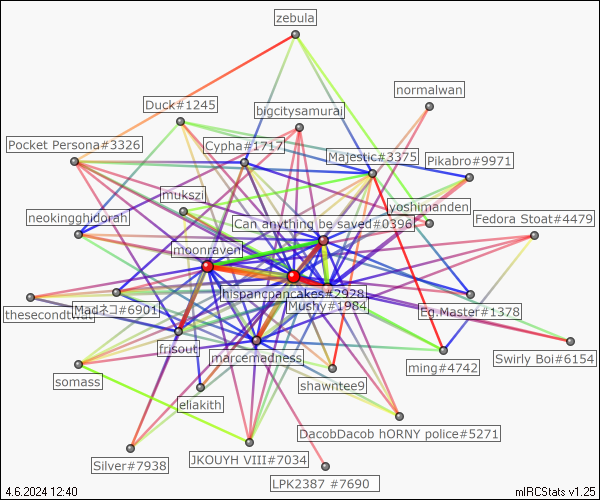 zebula
normalwan
Duck#1245
bigcitysamurai
Pocket Persona#3326
Cypha#1717
Majestic#3375
Pikabro#9971
mukszi
yoshimanden
neokingghidorah
Can anything be saved#0396
Fedora Stoat#4479
moonraven
hispancpancakes#2928
thesecondtwist
Madネコ#6901
Mushy#1984
Eg.Master#1378
frisout
marcemadness
ming#4742
Swirly Boi#6154
somass
shawntee9
eliakith
DacobDacob hORNY police#5271
Silver#7938
JKOUYH VIII#7034
LPK2387 #7690
4.6.2024 12:40
mIRCStats v1.25